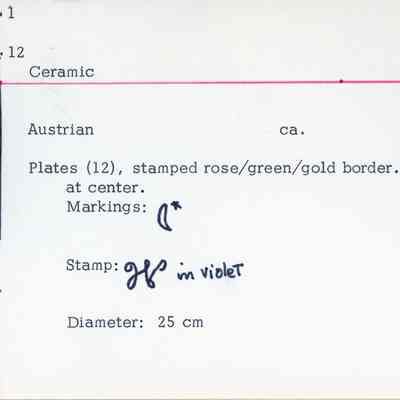 1
12
Ceramic
Austrian ca.
Plates (12), stamped rose/green/gold border.
at center.
Markings:
Stamp: in violet
Diameter: 25 cm